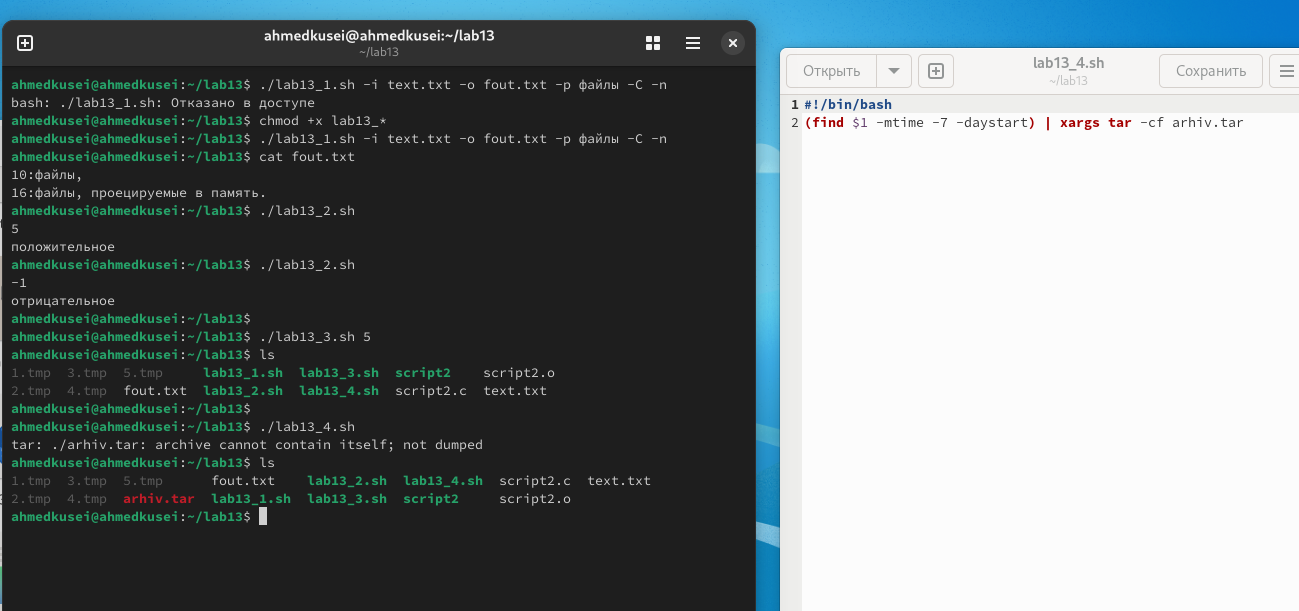 ahmedkusei@ahmedkusei:~/lab13
~/lab13
ahmedkusei@ahmedkusei:~/lab13$ ./lab13_1.sh -i text.txt -o fout.txt -p файлы -C -n
bash: ./lab13_1.sh: Отказано в доступе
ahmedkusei@ahmedkusei:~/lab13$ chmod +x lab13_*
ahmedkusei@ahmedkusei:~/lab13$ ./lab13_1.sh -i text.txt -o fout.txt -p файлы -C -n
ahmedkusei@ahmedkusei:~/lab13$ cat fout.txt
10:файлы,
16:файлы, проецируемые в память.
ahmedkusei@ahmedkusei:~/lab13$ ./lab13_2.sh
5
положительное
ahmedkusei@ahmedkusei:~/lab13$ ./lab13_2.sh
-1
отрицательное
ahmedkusei@ahmedkusei:~/lab13$
ahmedkusei@ahmedkusei:~/lab13$ ./lab13_3.sh 5
ahmedkusei@ahmedkusei:~/lab13$ ls
1.tmp 3.tmp 5.tmp lab13_1.sh lab13_3.sh script2 script2.o
2.tmp 4.tmp fout.txt lab13_2.sh lab13_4.sh script2.c text.txt
ahmedkusei@ahmedkusei:~/lab13$
ahmedkusei@ahmedkusei:~/lab13$ ./lab13_4.sh
tar: ./arhiv.tar: archive cannot contain itself; not dumped
ahmedkusei@ahmedkusei:~/lab13$ ls
1.tmp 3.tmp 5.tmp fout.txt lab13_2.sh lab13_4.sh script2.c text.txt
2.tmp 4.tmp arhiv.tar lab13_1.sh lab13_3.sh script2 script2.o
ahmedkusei@ahmedkusei:~/lab13$
Открыть
lab13_4.sh
~/lab13
Сохранить
1 #!/bin/bash
2 (find $1 -mtime -7 -daystart) | xargs tar -cf arhiv.tar